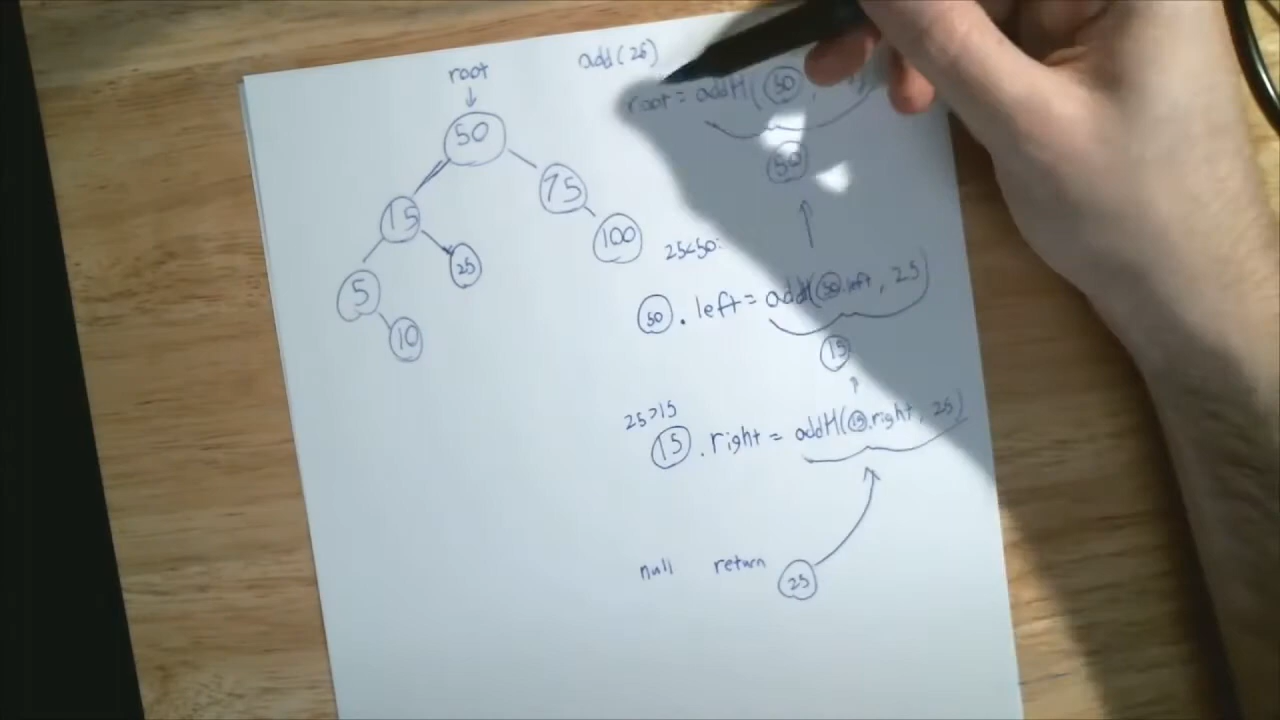 root
add(25)
root = addH(50,
50
50
15
75
25
100
5
10
25<50:
50.left = addH(50.left, 25)
15
25>15
15.right = addH(15.right, 25)
null return 25